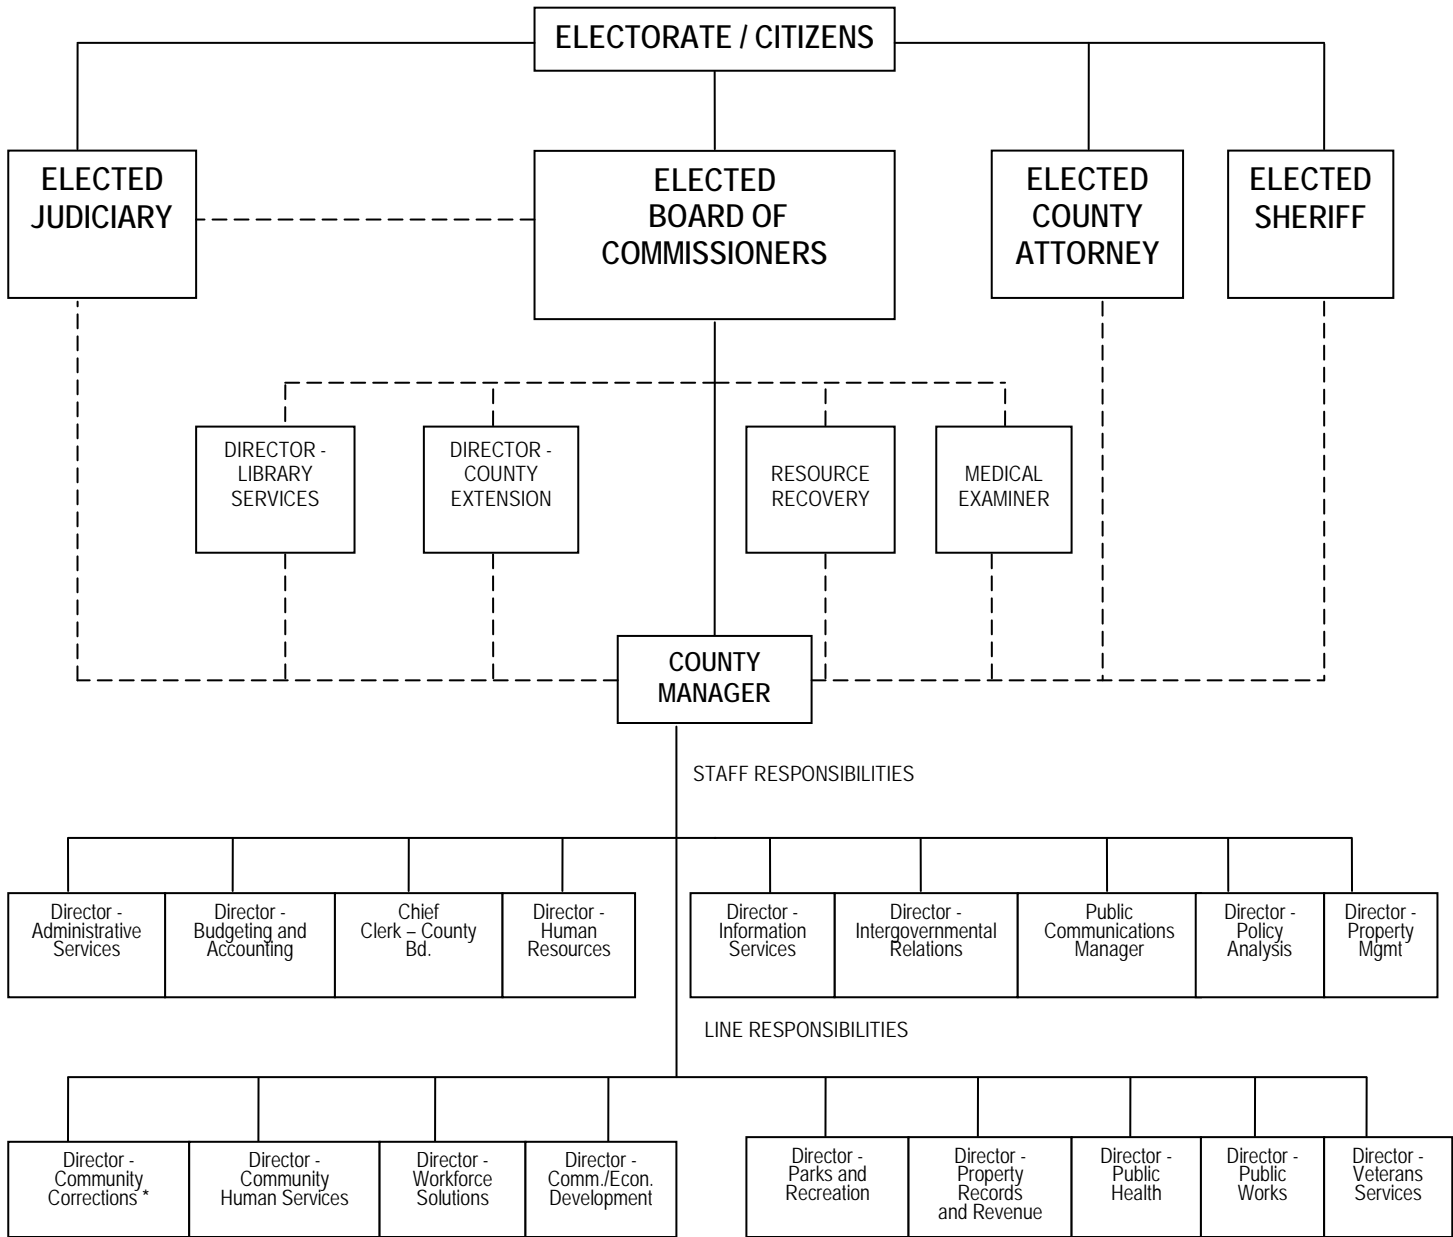 ELECTORATE / CITIZENS
ELECTED
JUDICIARY
ELECTED
BOARD OF
COMMISSIONERS
ELECTED
COUNTY
ATTORNEY
ELECTED
SHERIFF
DIRECTOR -
LIBRARY
SERVICES
DIRECTOR -
COUNTY
EXTENSION
RESOURCE
RECOVERY
MEDICAL
EXAMINER
COUNTY
MANAGER
STAFF RESPONSIBILITIES
Director -
Administrative
Services
Director -
Budgeting and
Accounting
Chief
Clerk – County
Bd.
Director -
Human
Resources
Director -
Information
Services
Director -
Intergovernmental
Relations
Public
Communications
Manager
Director -
Policy
Analysis
Director -
Property
Mgmt
LINE RESPONSIBILITIES
Director -
Community
Corrections *
Director -
Community
Human Services
Director -
Workforce
Solutions
Director -
Comm./Econ.
Development
Director -
Parks and
Recreation
Director -
Property
Records
and Revenue
Director -
Public
Health
Director -
Public
Works
Director -
Veterans
Services